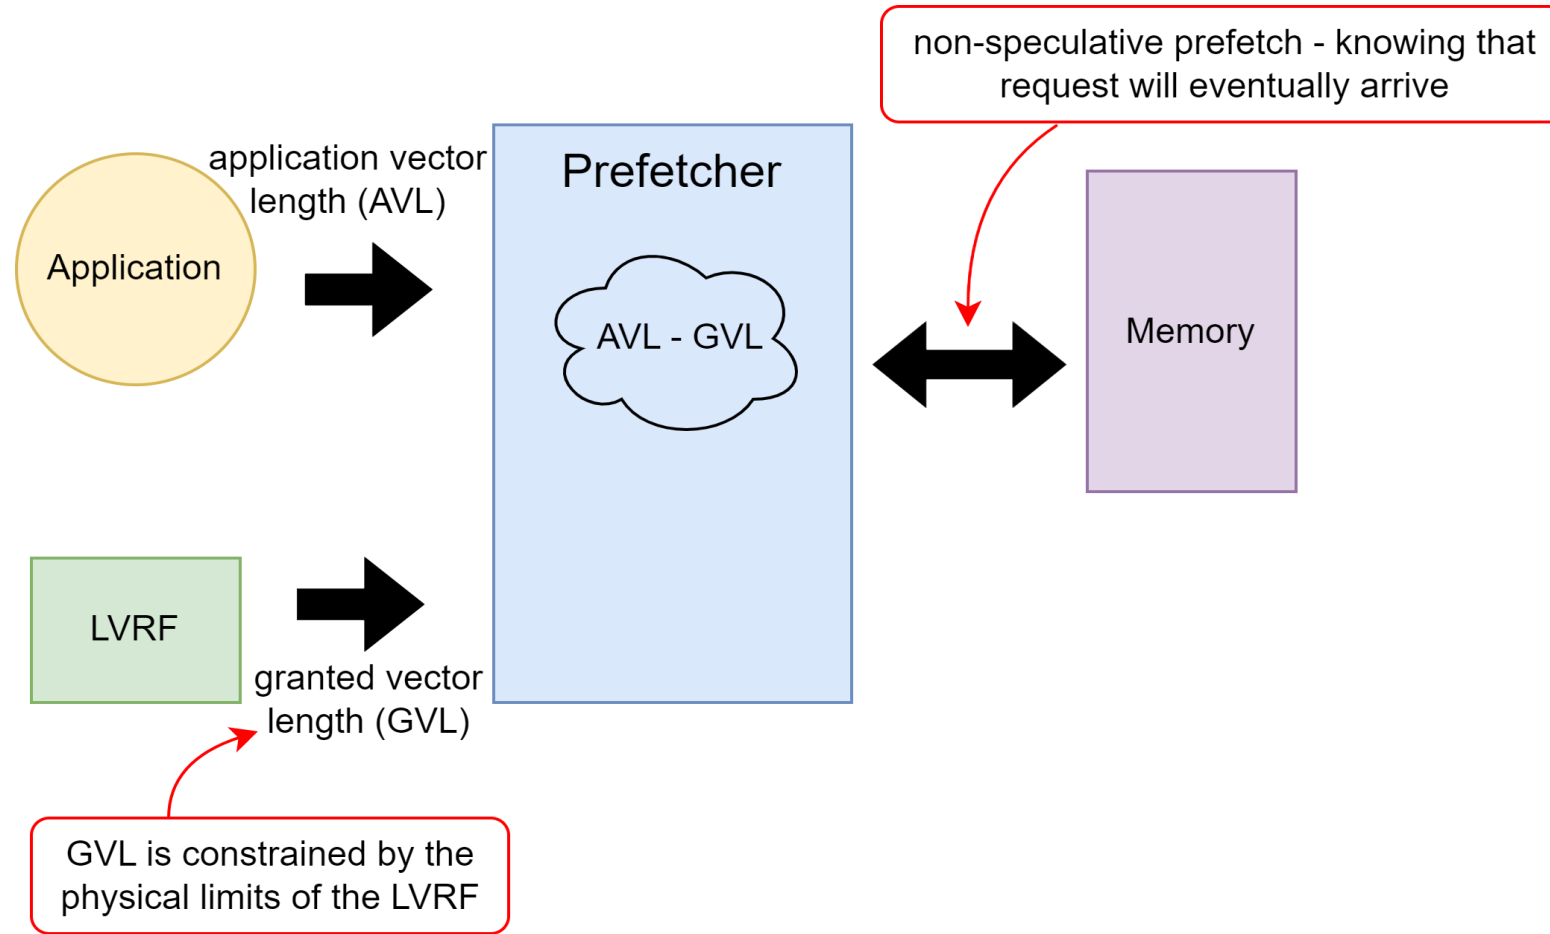 non-speculative prefetch - knowing that
request will eventually arrive
application vector
length (AVL)
Prefetcher
Application
AVL - GVL
Memory
LVRF
granted vector
length (GVL)
GVL is constrained by the
physical limits of the LVRF